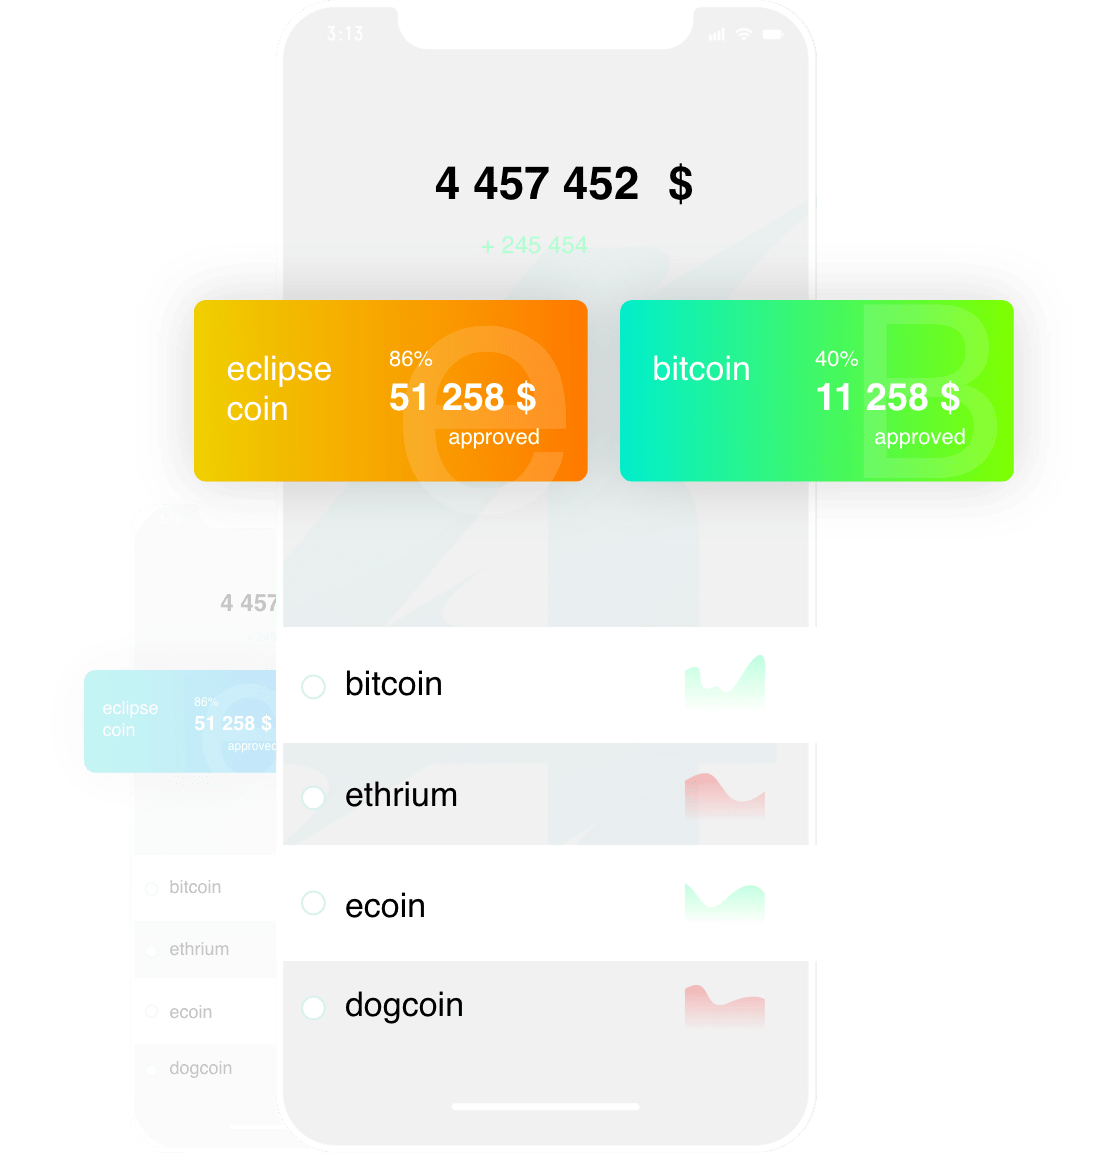 3:13
4 457 452 $
+ 245 454
eclipse
coin
86%
51 258 $
approved
bitcoin
40%
11 258 $
approved
bitcoin
ethrium
ecoin
dogcoin
4 457
eclipse
coin
86%
51 258 $
approved
bitcoin
ethrium
ecoin
dogcoin